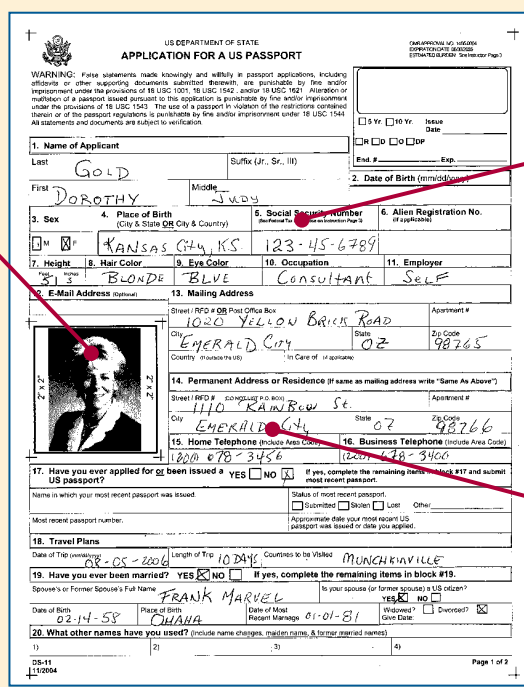 US DEPARTMENT OF STATE
APPLICATION FOR A US PASSPORT
OMB APPROVAL NO. 1405-0004
EXPIRATION DATE 08/31/2005
ESTIMATED BURDEN See Instruction Page 3
WARNING: False statements made knowingly and willfully in passport applications, including
affidavits or other supporting documents submitted therewith, are punishable by fine and/or
imprisonment under the provisions of 18 USC 1001, 18 USC 1542, and/or 18 USC 1621 Alteration or
mutilation of a passport issued pursuant to this application is punishable by fine and/or imprisonment
under the provisions of 18 USC 1543 The use of a passport in violation of the restrictions contained
therein or of the passport regulations is punishable by fine and/or imprisonment under 18 USC 1544
All statements and documents are subject to verification.
5 Yr. 10 Yr. Issue Date
R D O DP
End. # Exp.
1. Name of Applicant
Last GOLD Suffix (Jr., Sr., III)
First DOROTHY Middle JUDY
2. Date of Birth (mm/dd/yyyy)
3. Sex 4. Place of Birth (City & State OR City & Country) 5. Social Security Number 6. Alien Registration No. (If applicable)
M X F KANSAS City, KS 123-45-6789
7. Height 8. Hair Color 9. Eye Color 10. Occupation 11. Employer
Feet 5 Inches 3 BLONDE BLUE Consultant SELF
12. E-Mail Address (Optional) 13. Mailing Address
Street / RFD # OR Post Office Box Apartment #
1020 YELLOW BRICK ROAD
City EMERALD City State OZ Zip Code 98765
Country (If outside the US) In Care of (if applicable)
2" x 2" 2" x 2"
14. Permanent Address or Residence (If same as mailing address write "Same As Above")
Street / RFD # (DO NOT LIST P.O. BOX) Apartment #
1110 RAINBOW St.
City EMERALD City State OZ Zip Code 98766
15. Home Telephone (Include Area Code) 16. Business Telephone (Include Area Code)
(200) 678-3456 (200) 678-3400
17. Have you ever applied for or been issued a US passport? YES NO X If yes, complete the remaining items in block #17 and submit most recent passport.
Name in which your most recent passport was issued. Status of most recent passport.
Submitted Stolen Lost Other
Most recent passport number. Approximate date your most recent US passport was issued or date you applied.
18. Travel Plans
Date of Trip (mm/dd/yyyy) 08-05-2006 Length of Trip 10 DAYS Countries to be Visited MUNCHKINVILLE
19. Have you ever been married? YES X NO If yes, complete the remaining items in block #19.
Spouse's or Former Spouse's Full Name FRANK MARVEL Is your spouse (or former spouse) a US citizen? YES X NO
Date of Birth 02-14-58 Place of Birth OMAHA Date of Most Recent Marriage 01-01-81 Widowed? Divorced? X Give Date:
20. What other names have you used? (Include name changes, maiden name, & former married names)
1) 2) 3) 4)
DS-11
11/2004
Page 1 of 2